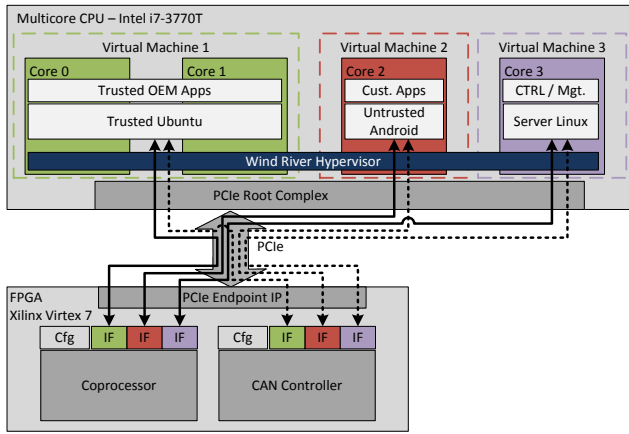 Multicore CPU – Intel i7-3770T
Virtual Machine 1
Virtual Machine 2
Virtual Machine 3
Core 0
Core 1
Core 2
Core 3
Trusted OEM Apps
Cust. Apps
CTRL / Mgt.
Trusted Ubuntu
Untrusted
Android
Server Linux
Wind River Hypervisor
PCIe Root Complex
PCIe
FPGA
Xilinx Virtex 7
PCIe Endpoint IP
Cfg
IF
IF
IF
Cfg
IF
IF
IF
Coprocessor
CAN Controller